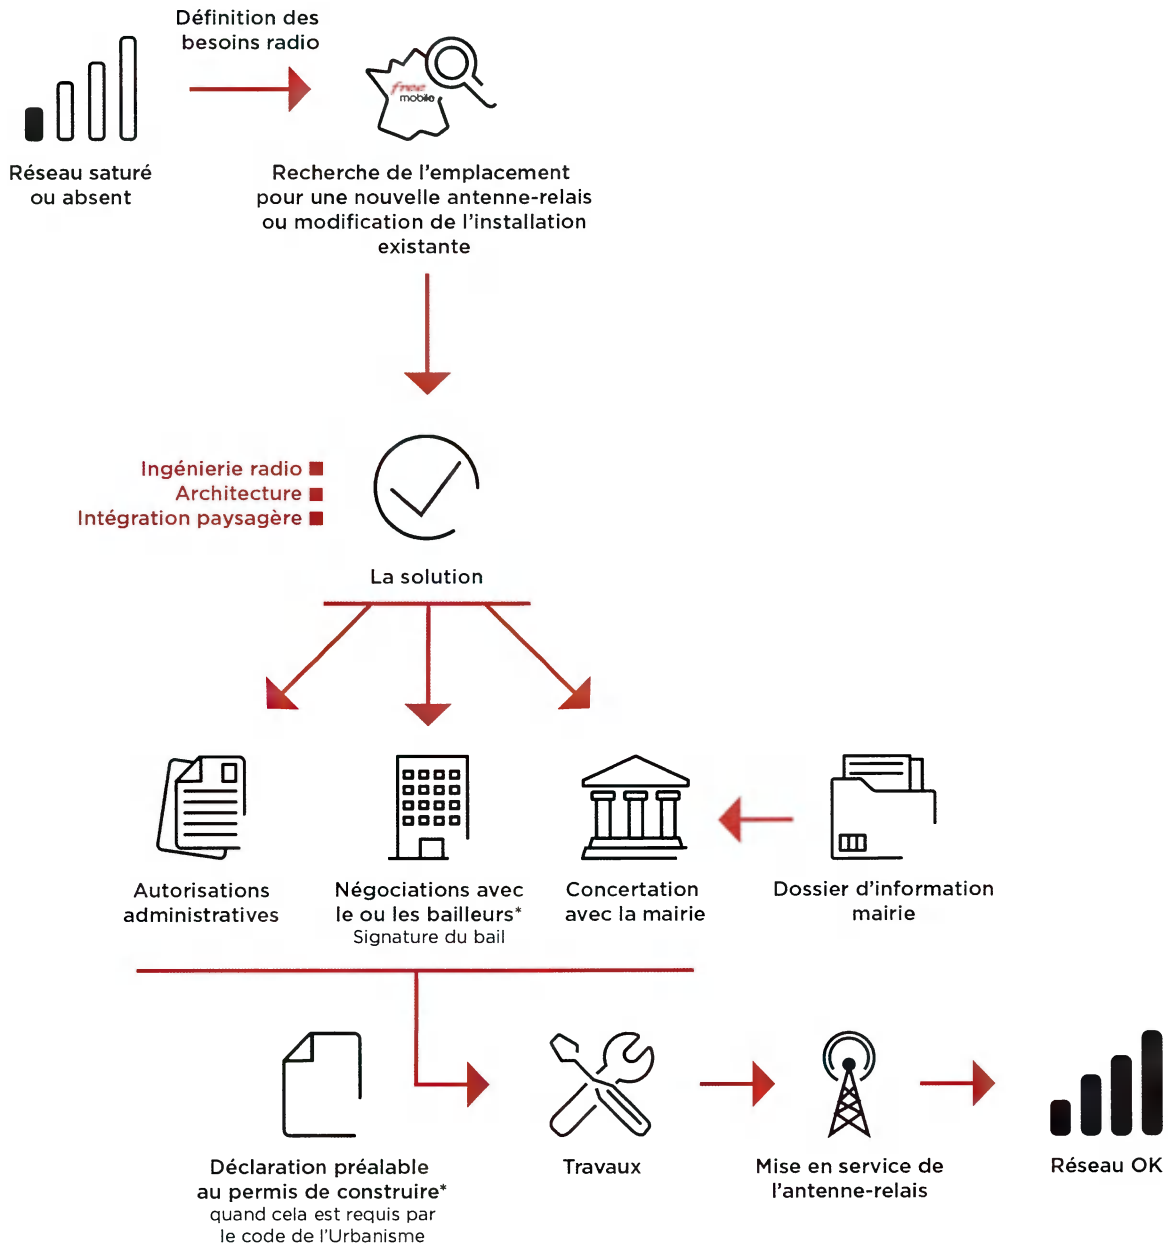 Définition des
besoins radio
free
mobile
Réseau saturé
ou absent
Recherche de l'emplacement
pour une nouvelle antenne-relais
ou modification de l'installation
existante
Ingénierie radio
Architecture
Intégration paysagère
La solution
Autorisations
administratives
Négociations avec
le ou les bailleurs*
Signature du bail
Concertation
avec la mairie
Dossier d'information
mairie
Déclaration préalable
au permis de construire*
quand cela est requis par
le code de l'Urbanisme
Travaux
Mise en service de
l'antenne-relais
Réseau OK